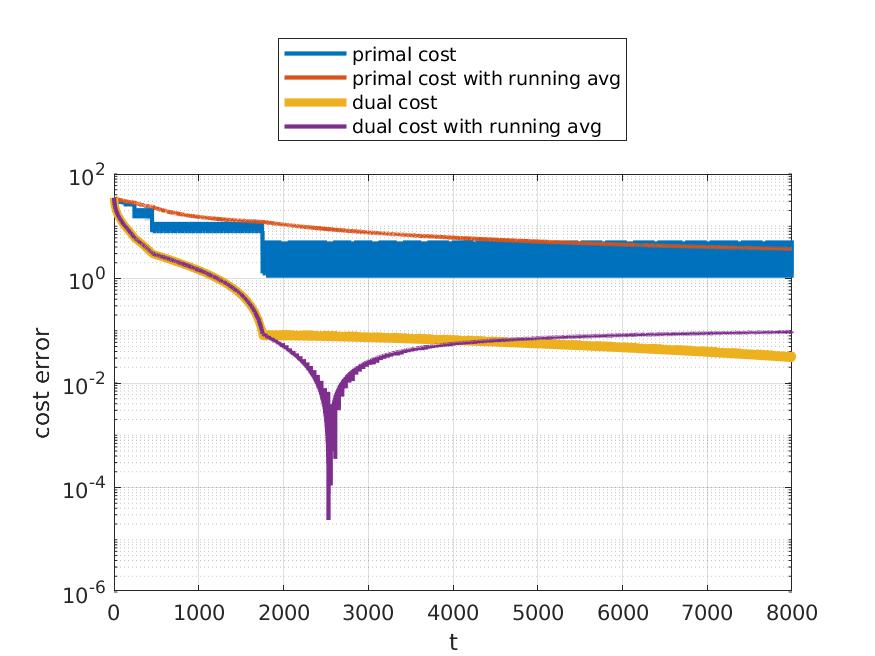 primal cost
primal cost with running avg
dual cost
dual cost with running avg
10^2
10^0
10^-2
10^-4
10^-6
cost error
0 1000 2000 3000 4000 5000 6000 7000 8000
t